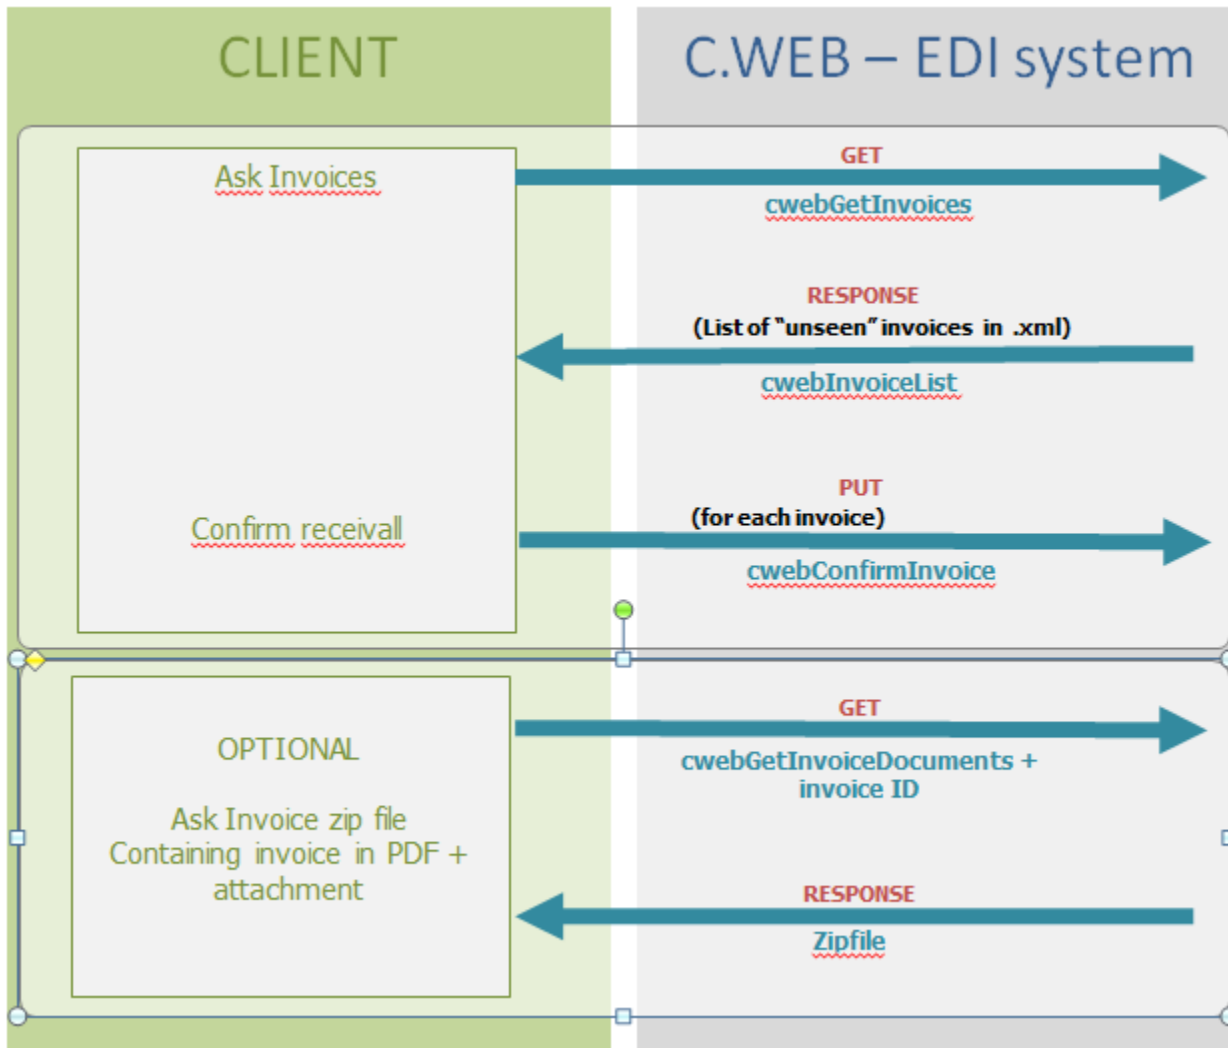 CLIENT
C.WEB – EDI system
Ask Invoices
GET
cwebGetInvoices
RESPONSE
(List of “unseen” invoices in .xml)
cwebInvoiceList
Confirm receivall
PUT
(for each invoice)
cwebConfirmInvoice
OPTIONAL
Ask Invoice zip file
Containing invoice in PDF +
attachment
GET
cwebGetInvoiceDocuments +
invoice ID
RESPONSE
Zipfile